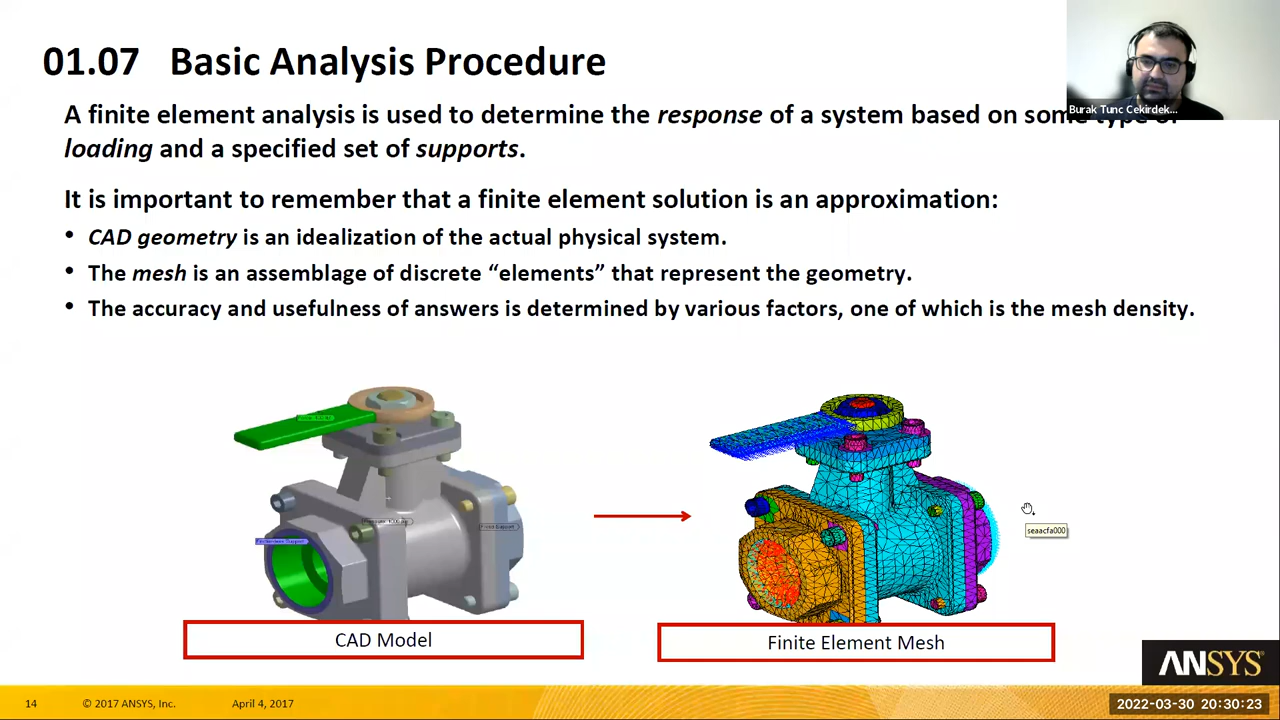 01.07 Basic Analysis Procedure
Burak Tunc Cekirdek...
A finite element analysis is used to determine the response of a system based on some type of
loading and a specified set of supports.
It is important to remember that a finite element solution is an approximation:
• CAD geometry is an idealization of the actual physical system.
• The mesh is an assemblage of discrete “elements” that represent the geometry.
• The accuracy and usefulness of answers is determined by various factors, one of which is the mesh density.
Fixed Support
Frictionless Support
seaacfa000
CAD Model
Finite Element Mesh
ANSYS
14 © 2017 ANSYS, Inc. April 4, 2017
2022-03-30 20:30:23